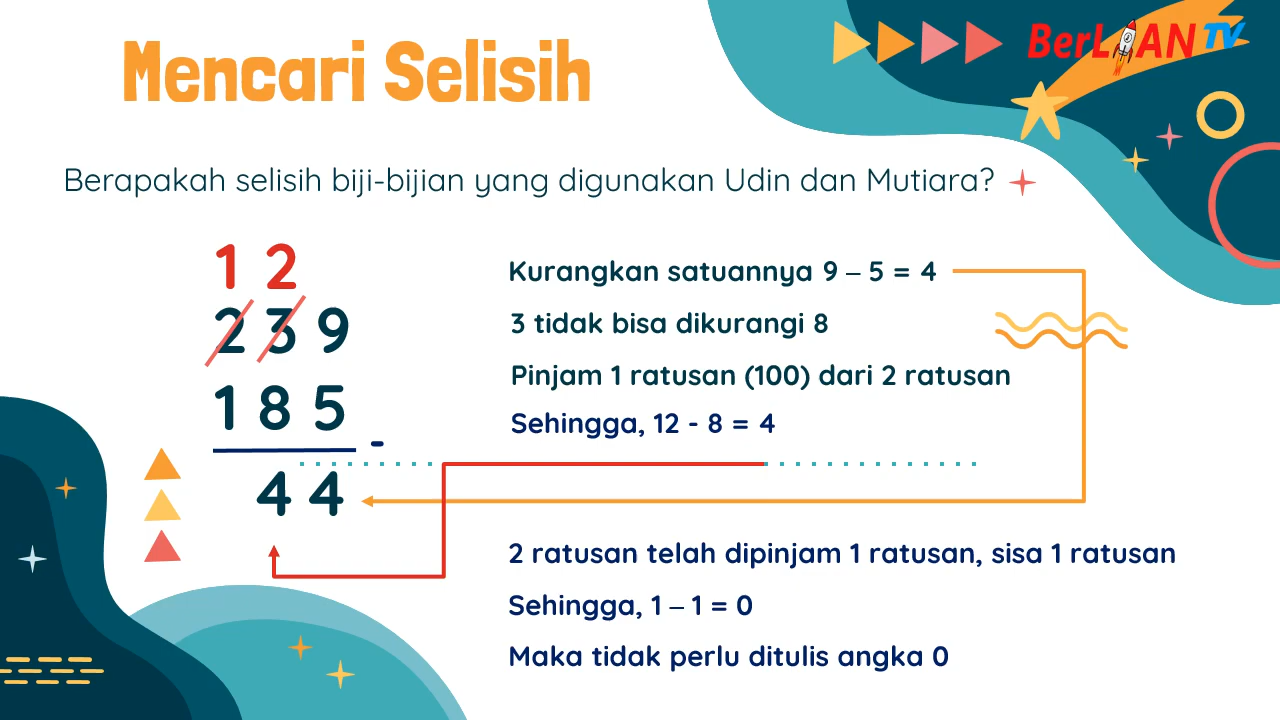 BerLIAN TV
Mencari Selisih
Berapakah selisih biji-bijian yang digunakan Udin dan Mutiara?
1 2
2 3 9
1 8 5
-
4 4
Kurangkan satuannya 9 – 5 = 4
3 tidak bisa dikurangi 8
Pinjam 1 ratusan (100) dari 2 ratusan
Sehingga, 12 - 8 = 4
2 ratusan telah dipinjam 1 ratusan, sisa 1 ratusan
Sehingga, 1 – 1 = 0
Maka tidak perlu ditulis angka 0